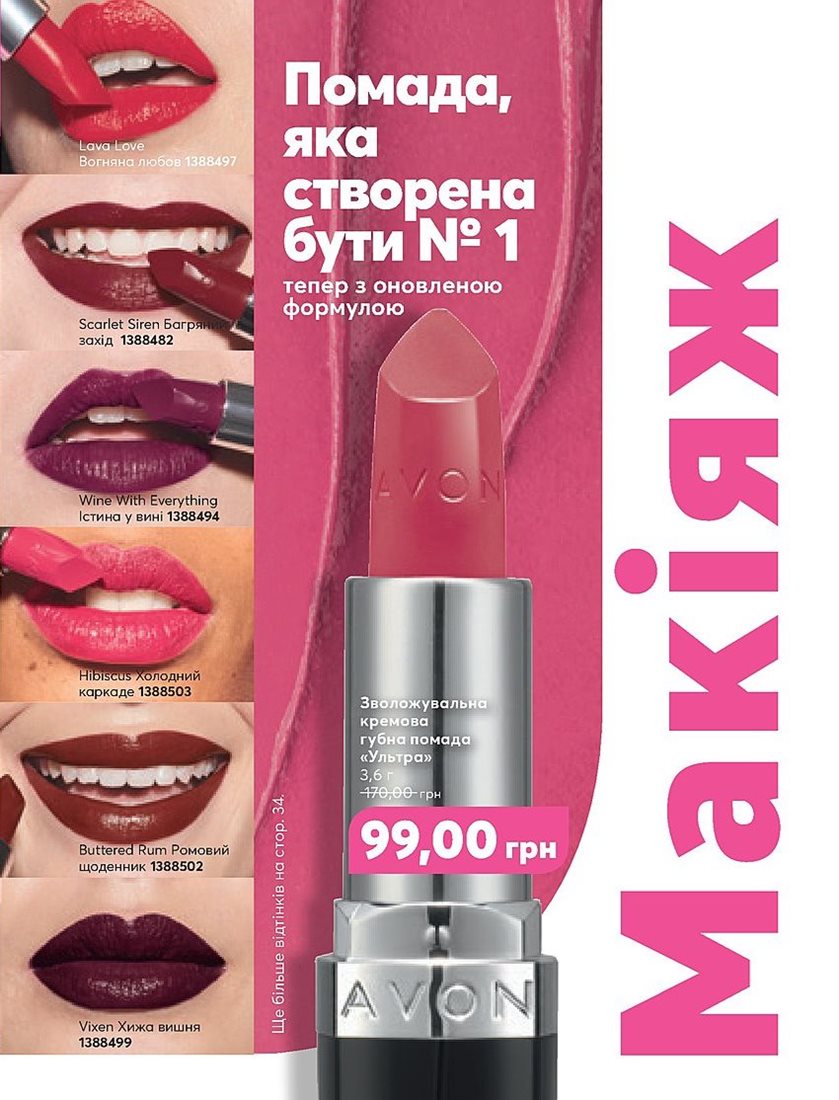 Lava Love
Вогняна любов 1388497
Scarlet Siren Багряний
захід 1388482
Wine With Everything
Істина у вині 1388494
Hibiscus Холодний
каркаде 1388503
Buttered Rum Ромовий
щоденник 1388502
Vixen Хижа вишня
1388499
Помада,
яка
створена
бути № 1
тепер з оновленою
формулою
AVON
Зволожувальна
кремова
губна помада
«Ультра»
3,6 г
170,00 грн
99,00 грн
AVON
Ще більше відтінків на стор. 34.
Макіяж